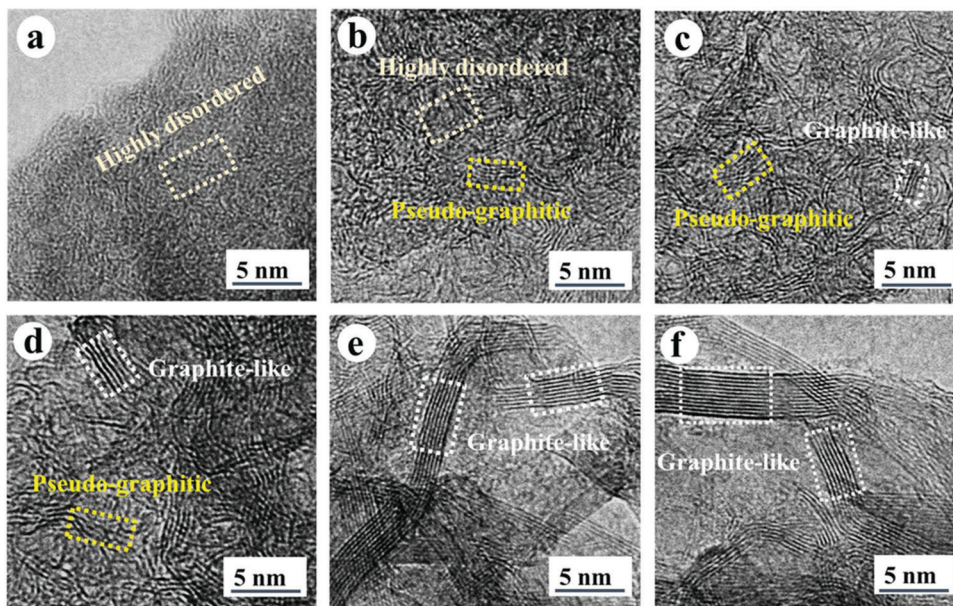 a
Highly disordered
5 nm
b
Highly disordered
Pseudo-graphitic
5 nm
c
Graphite-like
Pseudo-graphitic
5 nm
d
Graphite-like
Pseudo-graphitic
5 nm
e
Graphite-like
5 nm
f
Graphite-like
5 nm